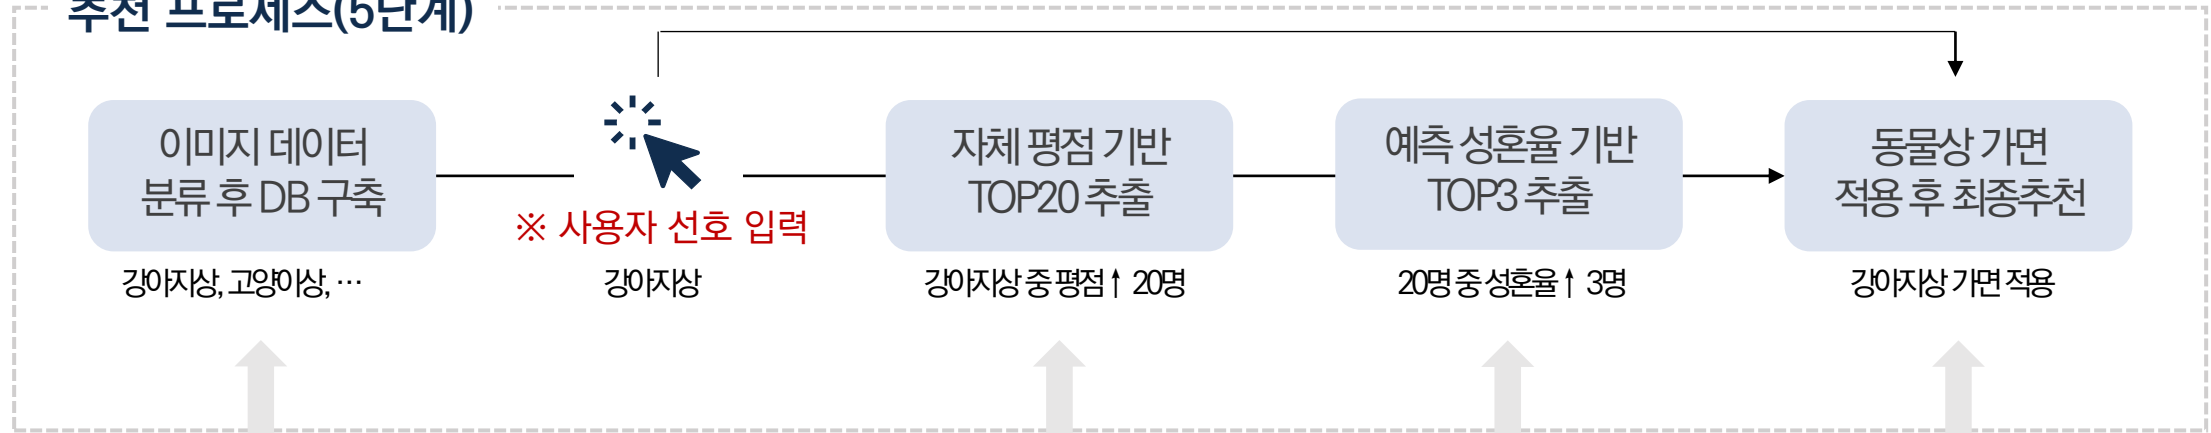 추천 프로세스(5단계)
이미지 데이터
분류 후 DB 구축
강아지상, 고양이상, …
※ 사용자 선호 입력
강아지상
자체 평점 기반
TOP20 추출
강아지상 중 평점↑ 20명
예측 성혼율 기반
TOP3 추출
20명 중 성혼율↑ 3명
동물상 가면
적용 후 최종추천
강아지상 가면 적용